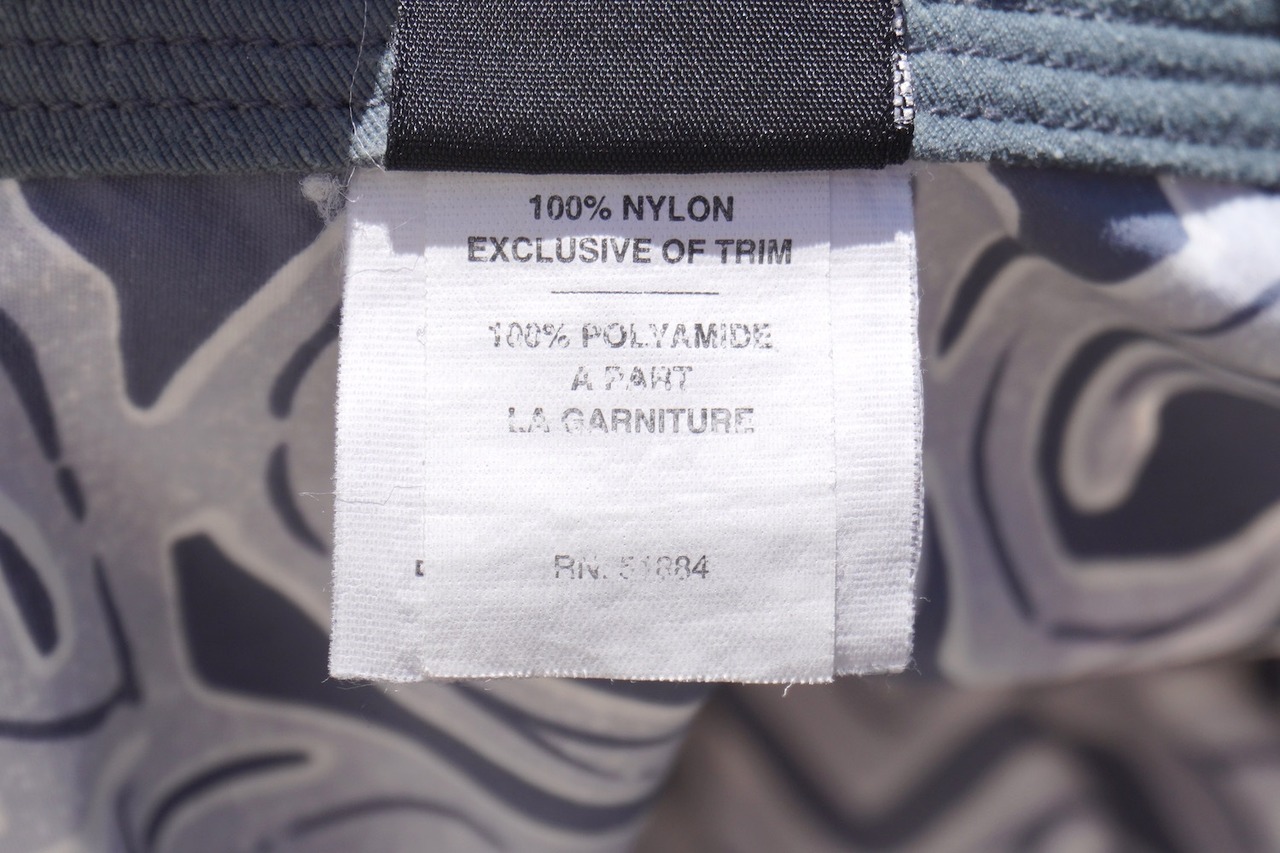 100% NYLON
EXCLUSIVE OF TRIM
100% POLYAMIDE
A PART
LA GARNITURE
RN. 51884